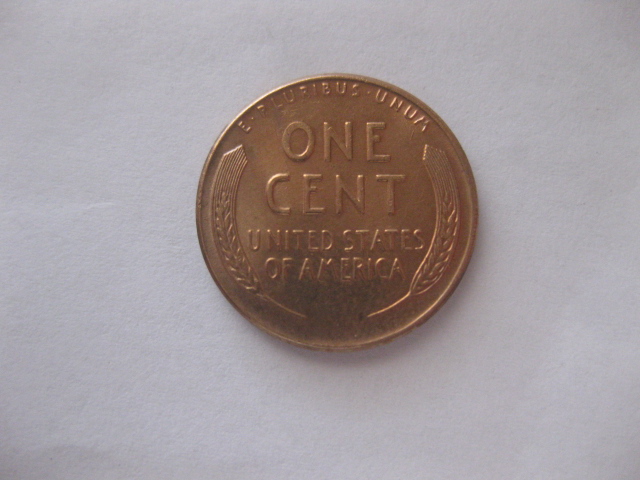 E·PLURIBUS·UNUM
ONE
CENT
UNITED STATES
OF AMERICA